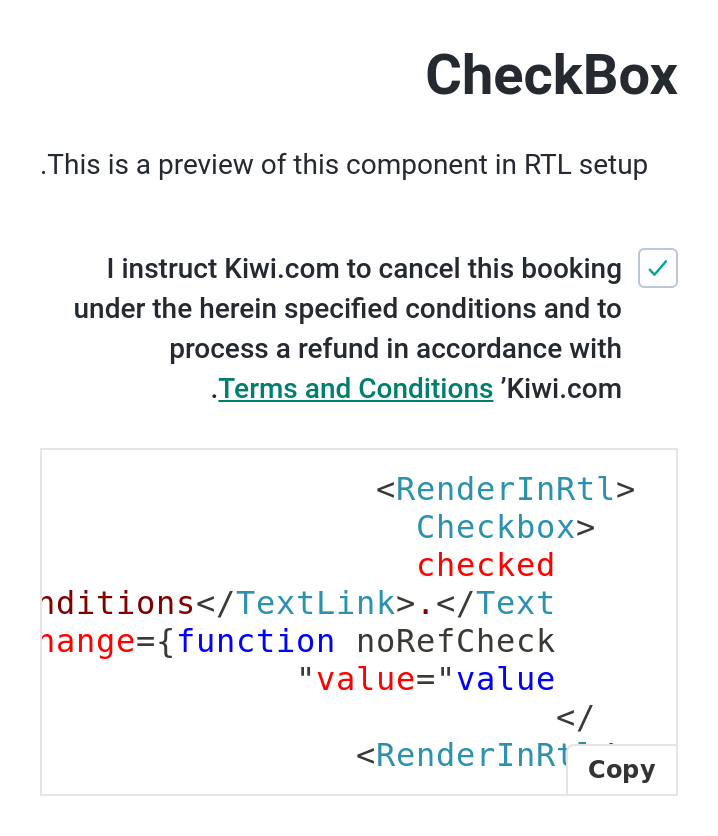 CheckBox
.This is a preview of this component in RTL setup
I instruct Kiwi.com to cancel this booking
under the herein specified conditions and to
process a refund in accordance with
.Terms and Conditions ’Kiwi.com
<RenderInRtl>
Checkbox>
checked
nditions</TextLink>.</Text
hange={function noRefCheck
"value="value
</
<RenderInRtl
Copy